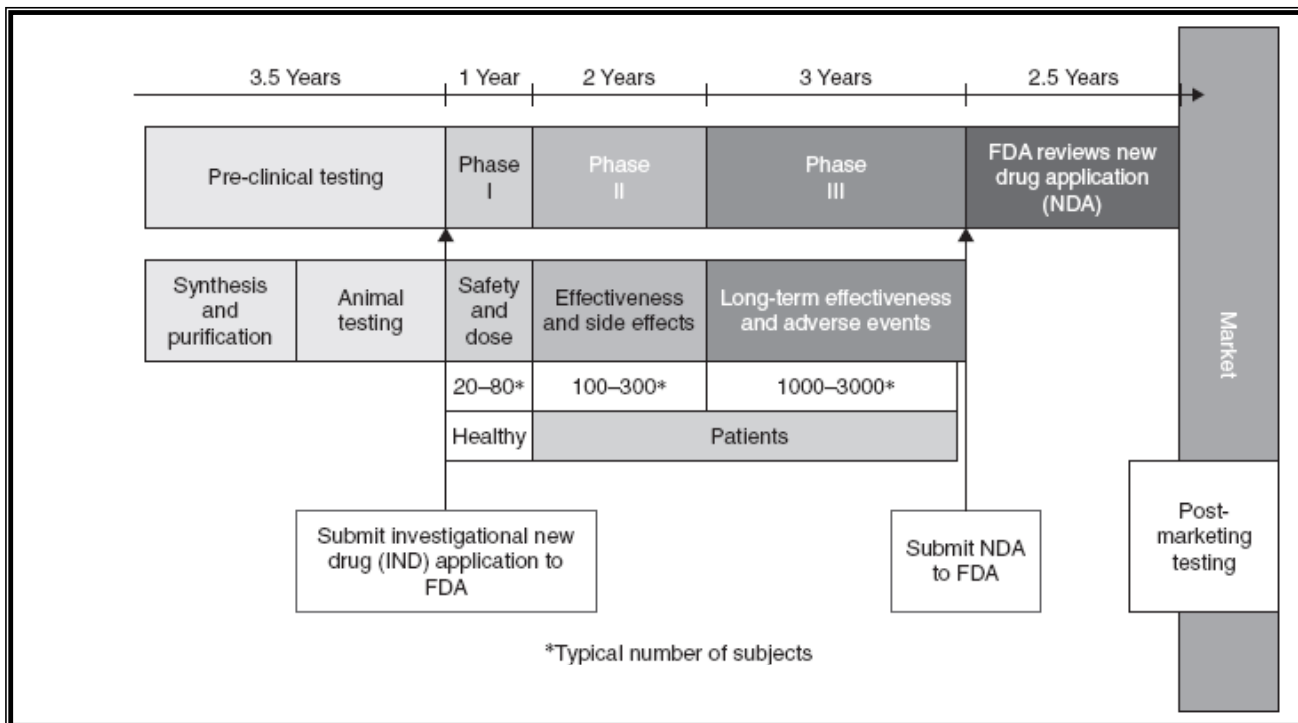 3.5 Years
1 Year
2 Years
3 Years
2.5 Years
Pre-clinical testing
Phase
I
Phase
II
Phase
III
FDA reviews new
drug application
(NDA)
Synthesis
and
purification
Animal
testing
Safety
and
dose
Effectiveness
and side effects
Long-term effectiveness
and adverse events
20–80*
100–300*
1000–3000*
Healthy
Patients
Market
Submit investigational new
drug (IND) application to
FDA
Submit NDA
to FDA
Post-
marketing
testing
*Typical number of subjects